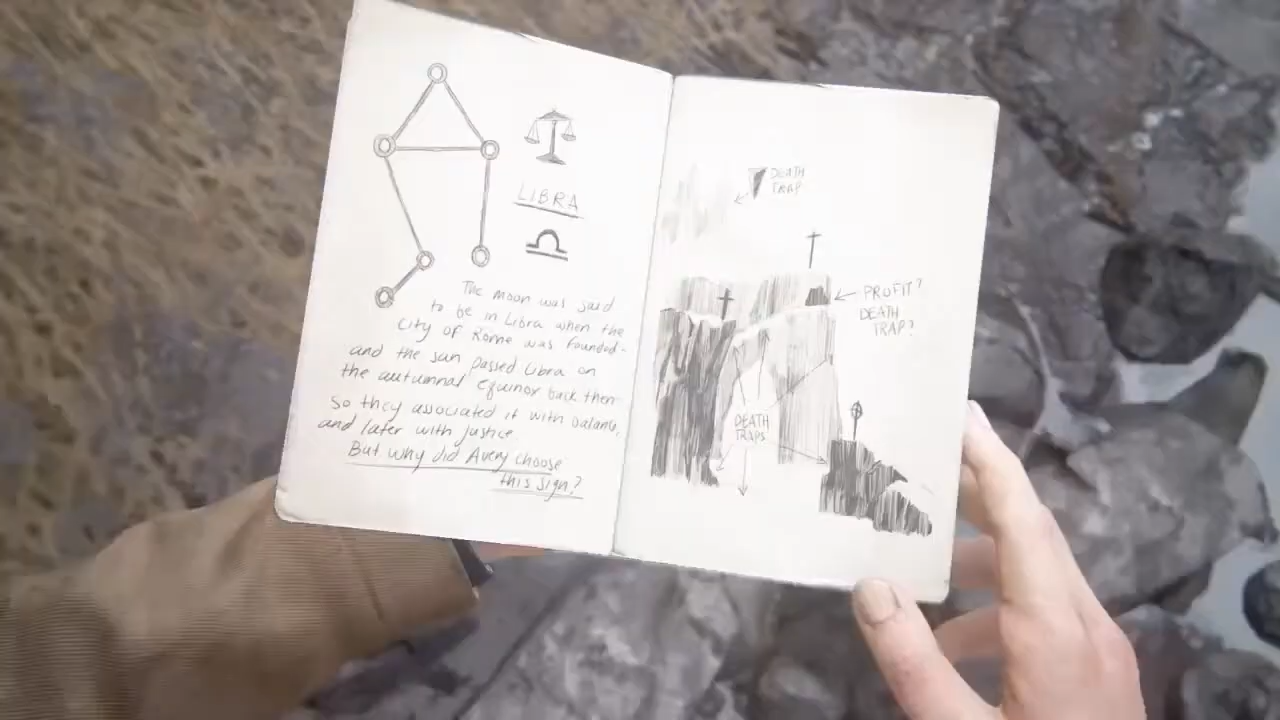 LIBRA
The moon was said
to be in Libra when the
City of Rome was founded-
and the sun passed Libra on
the autumnal equinox back then
so they associated it with balance,
and later with justice.
But why did Avery choose
this sign?
DEATH
TRAP
PROFIT?
DEATH
TRAP?
DEATH
TRAPS